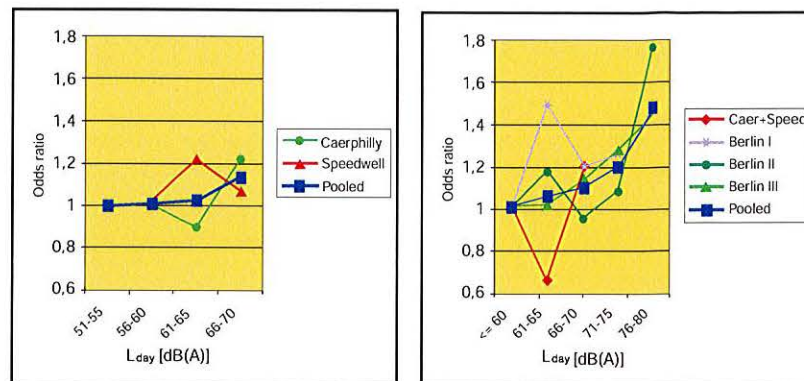 1,8
1,6
1,4
1,2
1
0,8
0,6
Odds ratio
51-55
56-60
61-65
66-70
Lday [dB(A)]
Caerphilly
Speedwell
Pooled
1,8
1,6
1,4
1,2
1
0,8
0,6
Odds ratio
<= 60
61-65
66-70
71-75
76-80
Lday [dB(A)]
Caer+Speed
Berlin I
Berlin II
Berlin III
Pooled